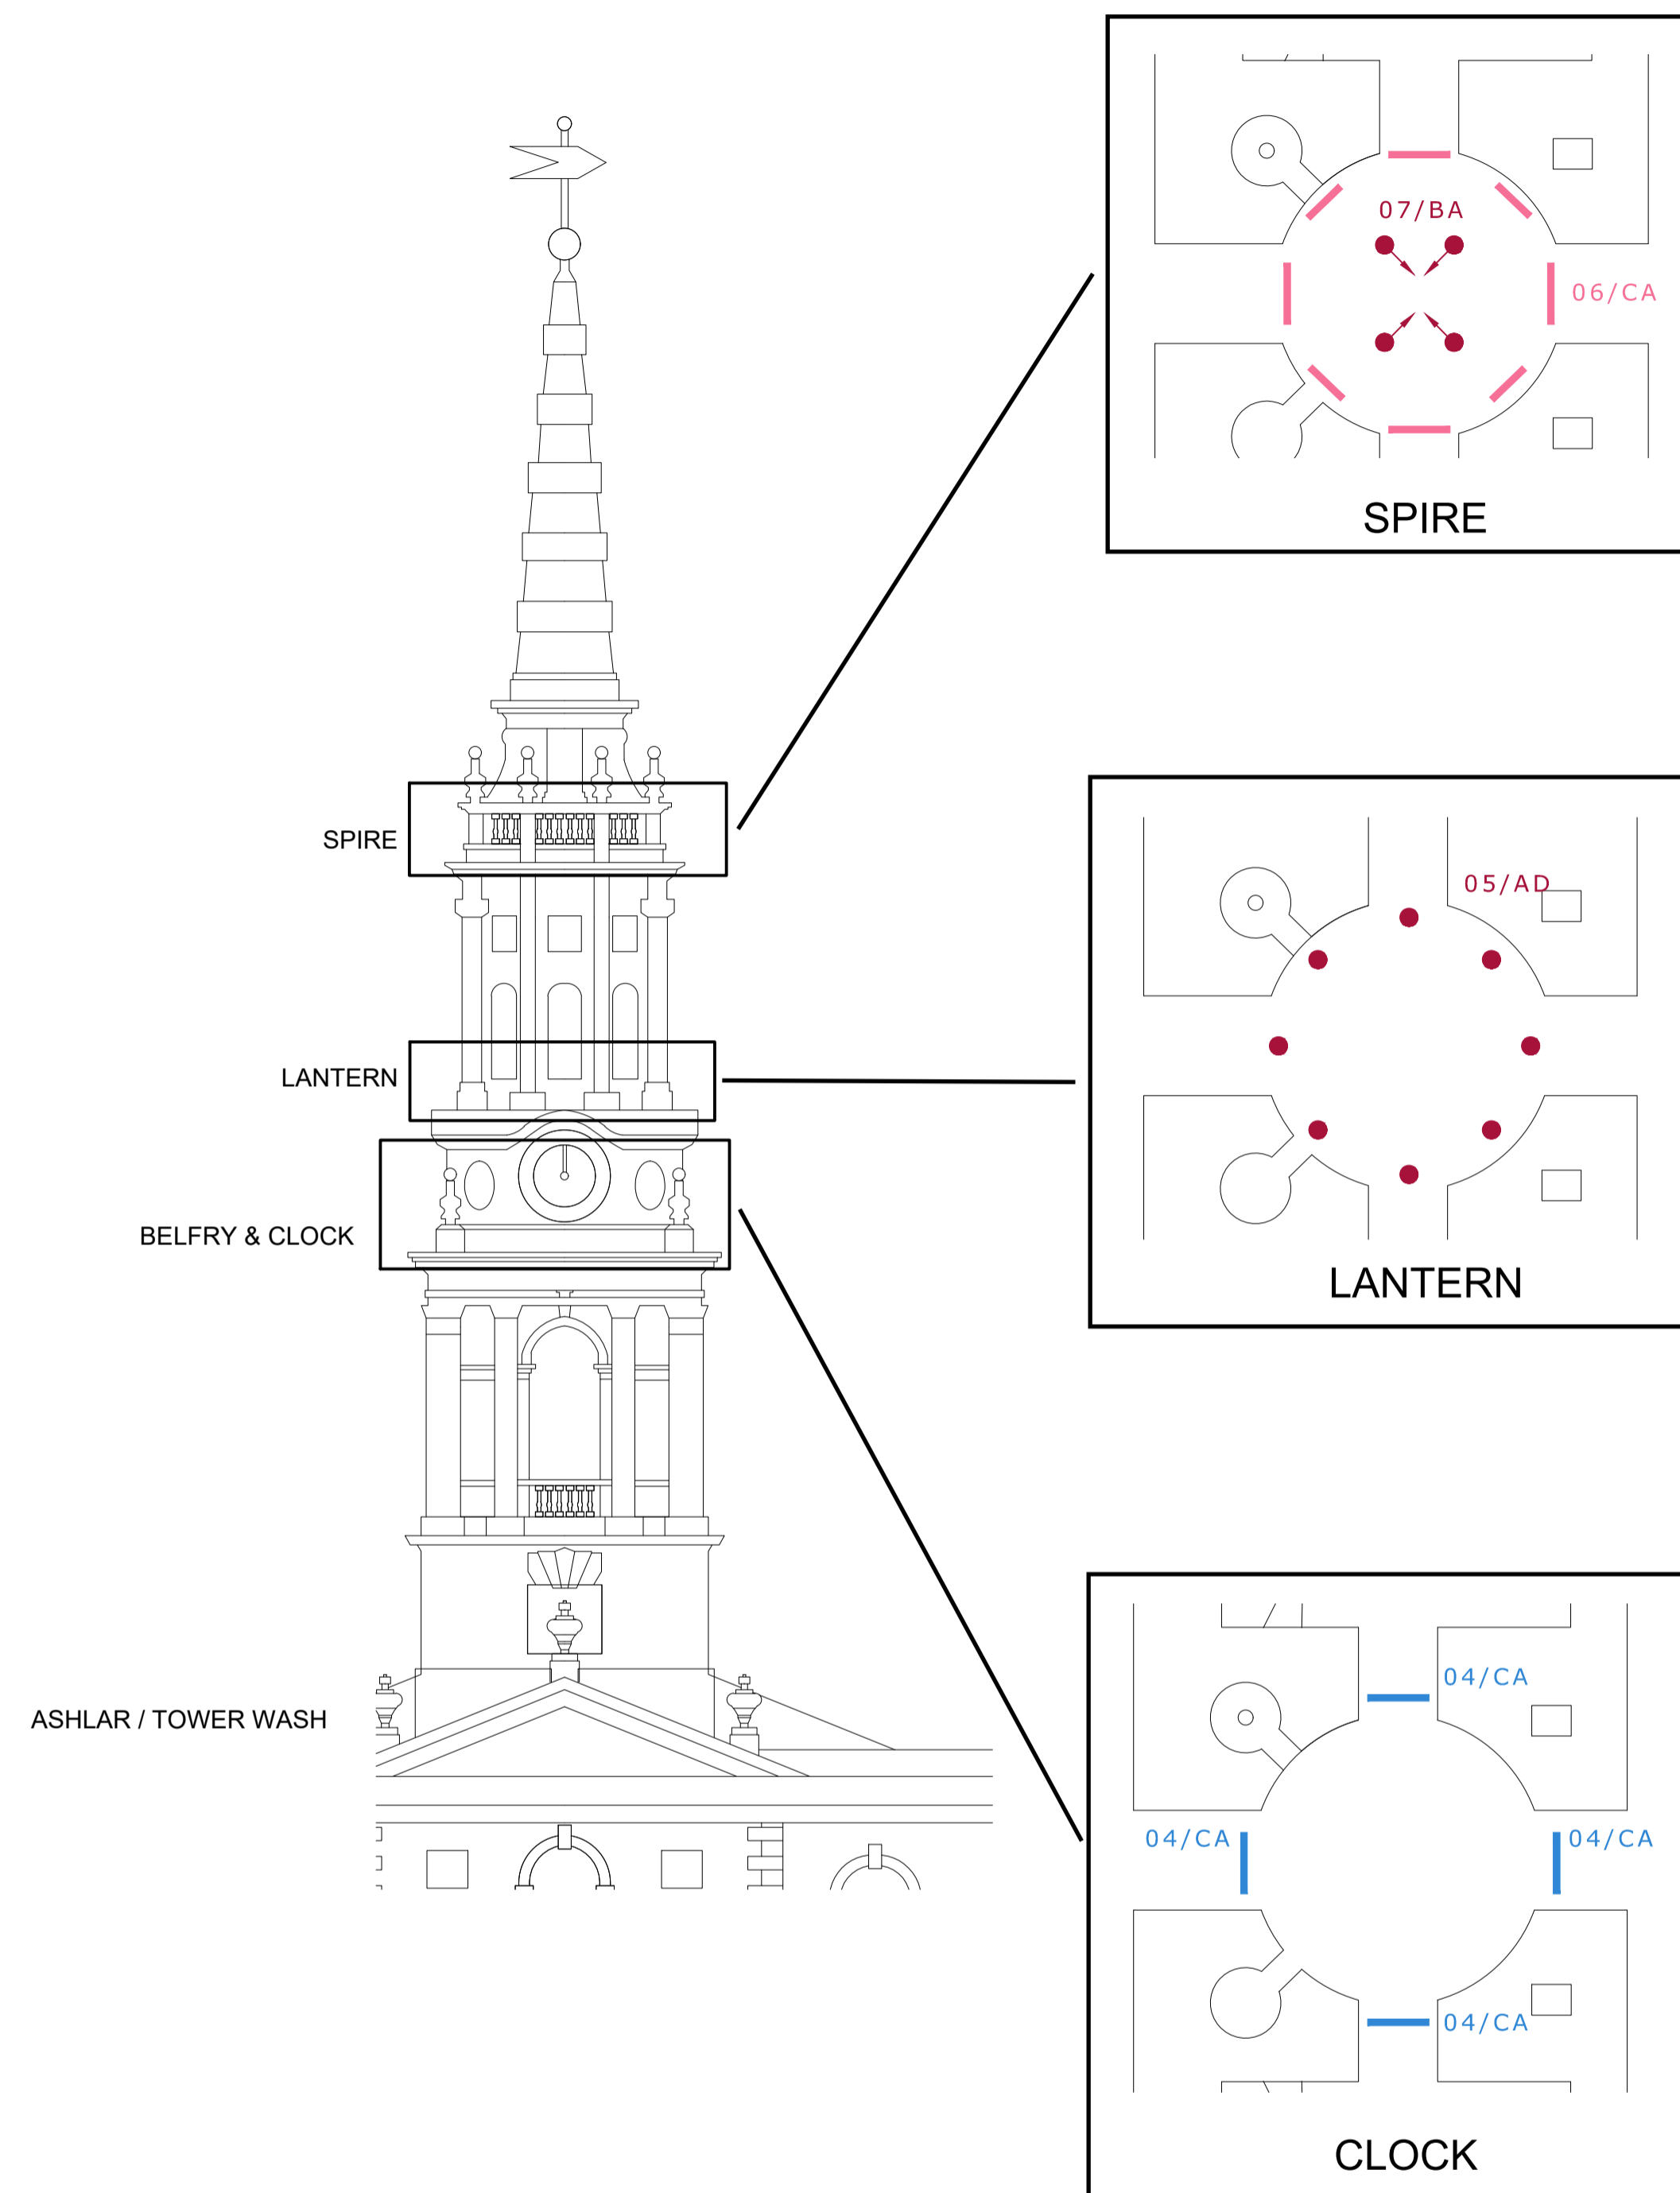 07/BA
06/CA
SPIRE
SPIRE
05/AD
LANTERN
LANTERN
BELFRY & CLOCK
04/CA
ASHLAR / TOWER WASH
04/CA
04/CA
04/CA
CLOCK